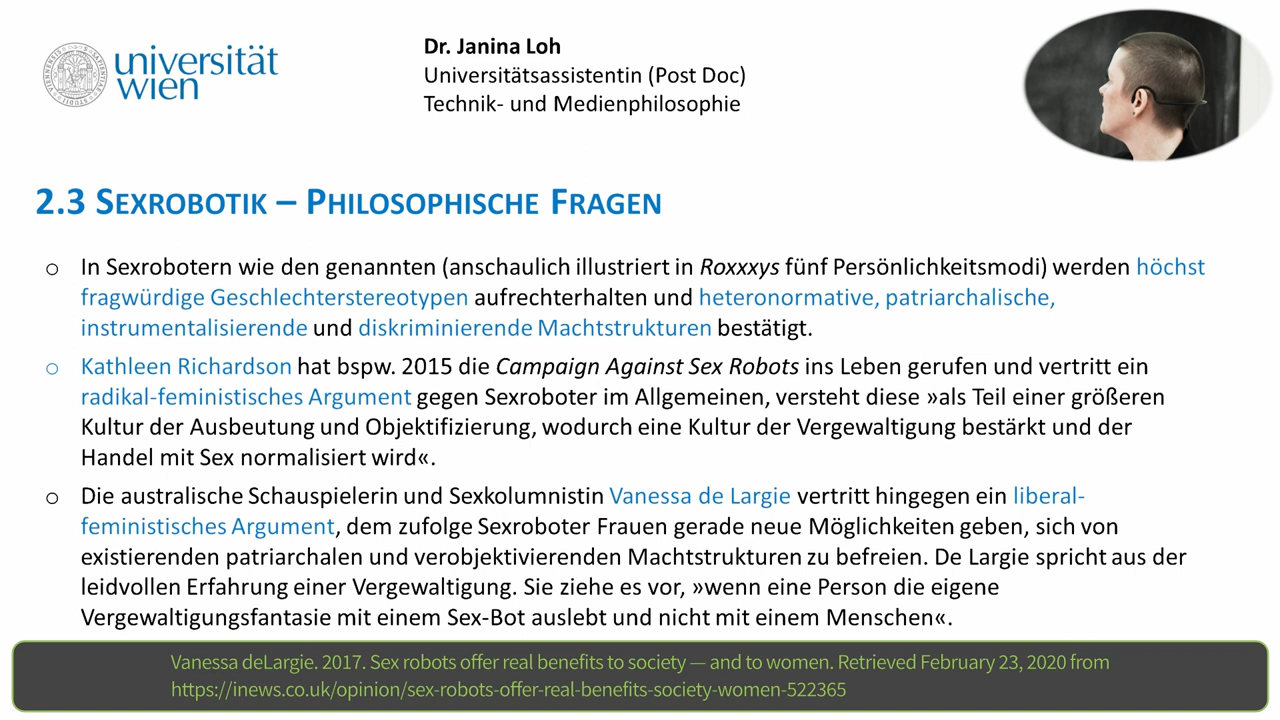 universität
wien
Dr. Janina Loh
Universitätsassistentin (Post Doc)
Technik- und Medienphilosophie
2.3 SEXROBOTIK – PHILOSOPHISCHE FRAGEN
o In Sexrobotern wie den genannten (anschaulich illustriert in Roxxxys fünf Persönlichkeitsmodi) werden höchst
fragwürdige Geschlechterstereotypen aufrechterhalten und heteronormative, patriarchalische,
instrumentalisierende und diskriminierende Machtstrukturen bestätigt.
o Kathleen Richardson hat bspw. 2015 die Campaign Against Sex Robots ins Leben gerufen und vertritt ein
radikal-feministisches Argument gegen Sexroboter im Allgemeinen, versteht diese »als Teil einer größeren
Kultur der Ausbeutung und Objektifizierung, wodurch eine Kultur der Vergewaltigung bestärkt und der
Handel mit Sex normalisiert wird«.
o Die australische Schauspielerin und Sexkolumnistin Vanessa de Largie vertritt hingegen ein liberal-
feministisches Argument, dem zufolge Sexroboter Frauen gerade neue Möglichkeiten geben, sich von
existierenden patriarchalen und verobjektivierenden Machtstrukturen zu befreien. De Largie spricht aus der
leidvollen Erfahrung einer Vergewaltigung. Sie ziehe es vor, »wenn eine Person die eigene
Vergewaltigungsfantasie mit einem Sex-Bot auslebt und nicht mit einem Menschen«.
Vanessa deLargie. 2017. Sex robots offer real benefits to society — and to women. Retrieved February 23, 2020 from
https://inews.co.uk/opinion/sex-robots-offer-real-benefits-society-women-522365